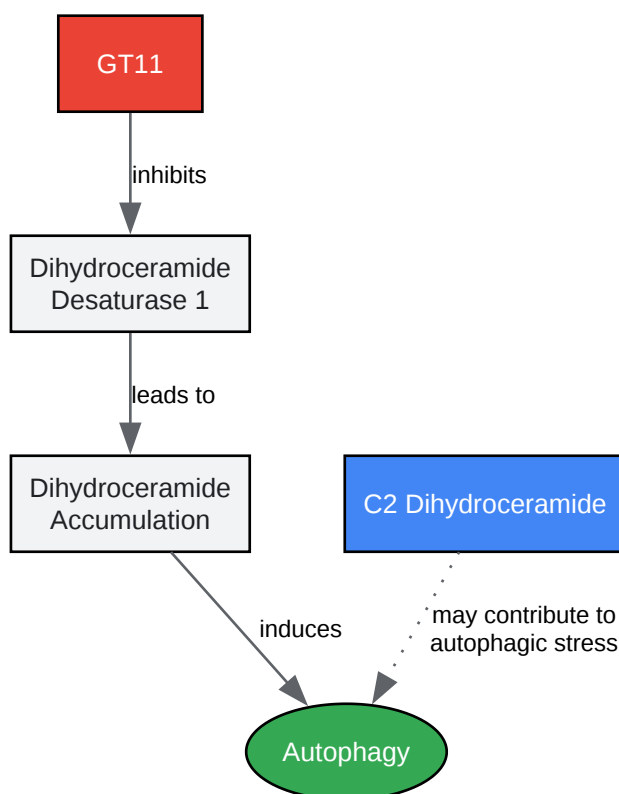 GT11
inhibits
Dihydroceramide
Desaturase 1
leads to
Dihydroceramide
Accumulation
C2 Dihydroceramide
induces
may contribute to
autophagic stress
Autophagy